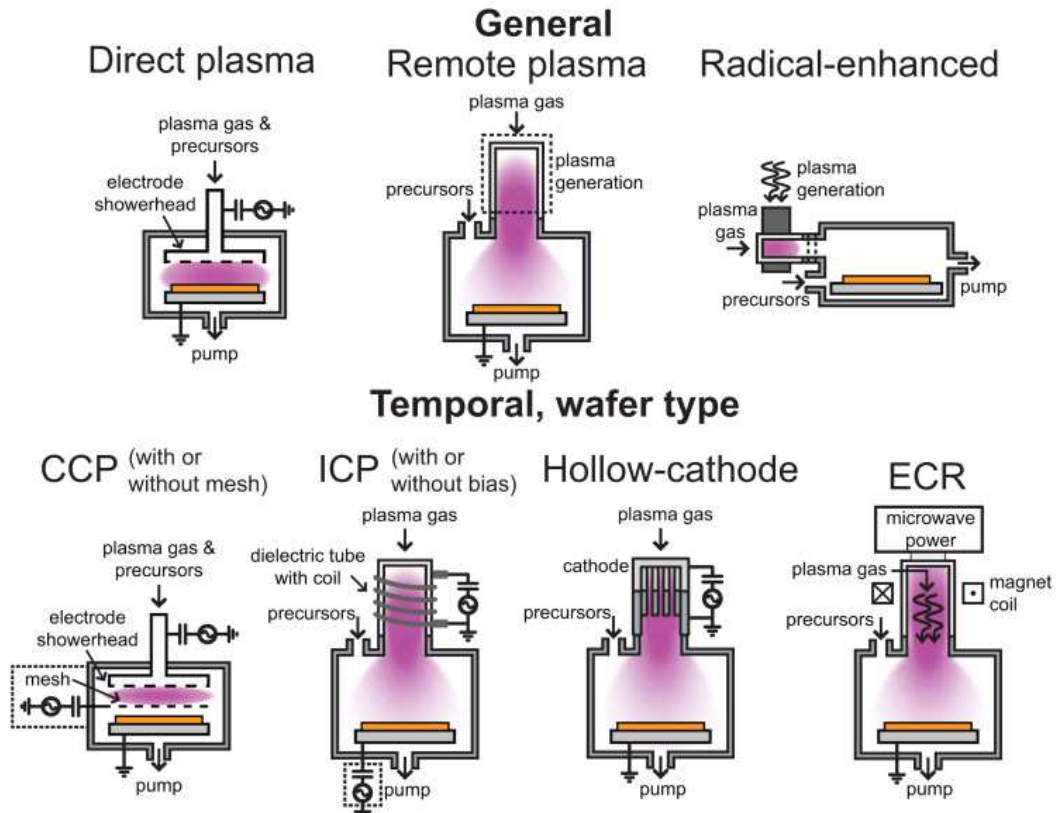 General
Direct plasma
Remote plasma
Radical-enhanced
plasma gas &
precursors
electrode
showerhead
pump
plasma gas
plasma
generation
precursors
pump
plasma
generation
plasma
gas
precursors
pump
Temporal, wafer type
CCP (with or
without mesh)
ICP (with or
without bias)
Hollow-cathode
ECR
plasma gas &
precursors
electrode
showerhead
mesh
pump
plasma gas
dielectric tube
with coil
precursors
pump
plasma gas
cathode
precursors
pump
microwave
power
plasma gas
magnet
coil
precursors
pump